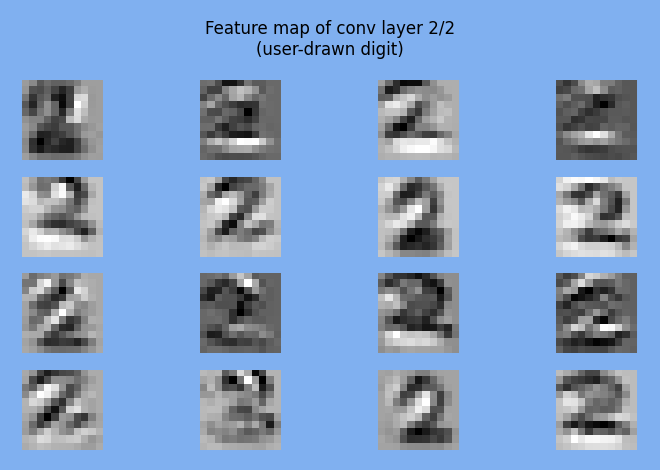 Feature map of conv layer 2/2
(user-drawn digit)